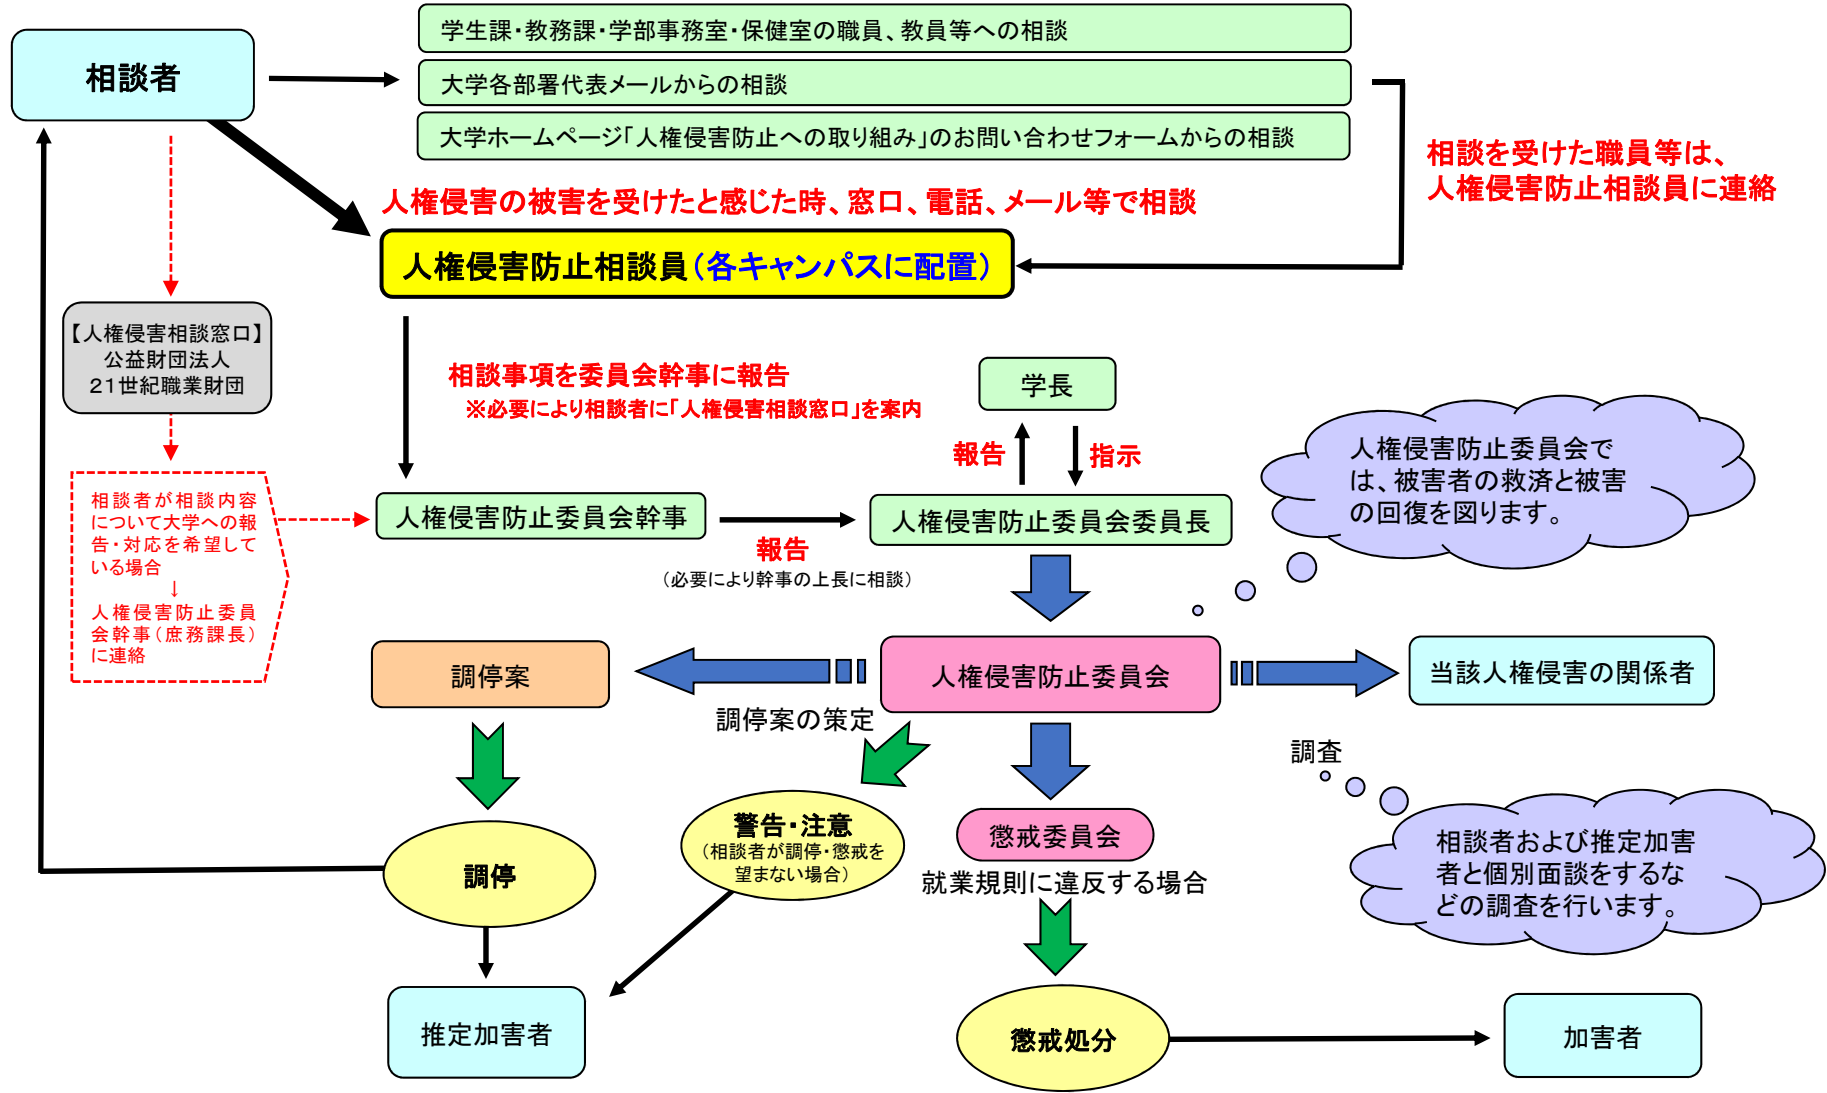 相談者
学生課・教務課・学部事務室・保健室の職員、教員等への相談
大学各部署代表メールからの相談
大学ホームページ「人権侵害防止への取り組み」のお問い合わせフォームからの相談
相談を受けた職員等は、
人権侵害防止相談員に連絡
人権侵害の被害を受けたと感じた時、窓口、電話、メール等で相談
人権侵害防止相談員（各キャンパスに配置）
【人権侵害相談窓口】
公益財団法人
２１世紀職業財団
相談事項を委員会幹事に報告
※必要により相談者に「人権侵害相談窓口」を案内
学長
報告
指示
人権侵害防止委員会で
は、被害者の救済と被害
の回復を図ります。
相談者が相談内容
について大学への報
告・対応を希望して
いる場合
↓
人権侵害防止委員
会幹事（庶務課長）
に連絡
人権侵害防止委員会幹事
報告
（必要により幹事の上長に相談）
人権侵害防止委員会委員長
調停案
調停案の策定
人権侵害防止委員会
当該人権侵害の関係者
調査
相談者および推定加害
者と個別面談をするな
どの調査を行います。
調停
警告・注意
（相談者が調停・懲戒を
望まない場合）
懲戒委員会
就業規則に違反する場合
推定加害者
懲戒処分
加害者